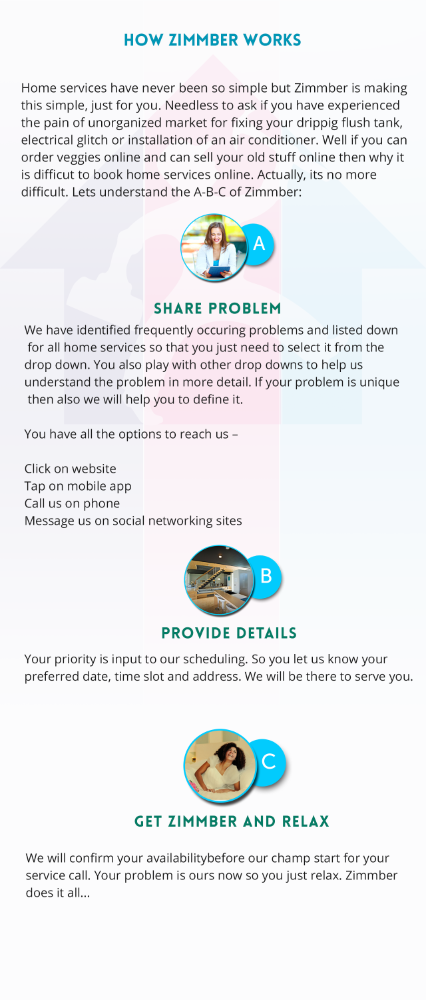 HOW ZIMMBER WORKS
Home services have never been so simple but Zimmber is making
this simple, just for you. Needless to ask if you have experienced
the pain of unorganized market for fixing your drippig flush tank,
electrical glitch or installation of an air conditioner. Well if you can
order veggies online and can sell your old stuff online then why it
is difficut to book home services online. Actually, its no more
difficult. Lets understand the A-B-C of Zimmber:
A
SHARE PROBLEM
We have identified frequently occuring problems and listed down
for all home services so that you just need to select it from the
drop down. You also play with other drop downs to help us
understand the problem in more detail. If your problem is unique
then also we will help you to define it.
You have all the options to reach us –
Click on website
Tap on mobile app
Call us on phone
Message us on social networking sites
B
PROVIDE DETAILS
Your priority is input to our scheduling. So you let us know your
preferred date, time slot and address. We will be there to serve you.
C
GET ZIMMBER AND RELAX
We will confirm your availabilitybefore our champ start for your
service call. Your problem is ours now so you just relax. Zimmber
does it all...